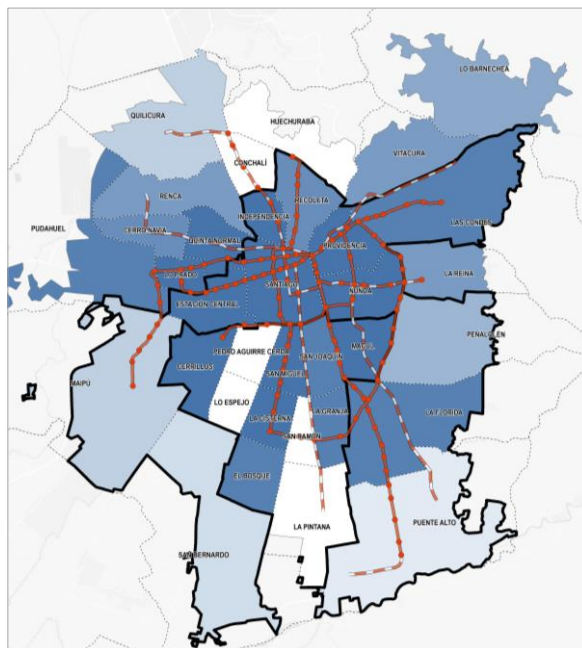 LO BARNECHEA
QUILICURA
HUECHURABA
CONCHALÍ
VITACURA
RENCA
RECOLETA
INDEPENDENCIA
LAS CONDES
PUDAHUEL
CERRO NAVIA
QUINTA NORMAL
PROVIDENCIA
LO PRADO
LA REINA
SANTIAGO
ÑUÑOA
ESTACIÓN CENTRAL
PEÑALOLÉN
PEDRO AGUIRRE CERDA
MACUL
SAN JOAQUÍN
CERRILLOS
SAN MIGUEL
MAIPÚ
LO ESPEJO
LA CISTERNA
LA GRANJA
LA FLORIDA
SAN RAMÓN
EL BOSQUE
LA PINTANA
PUENTE ALTO
SAN BERNARDO